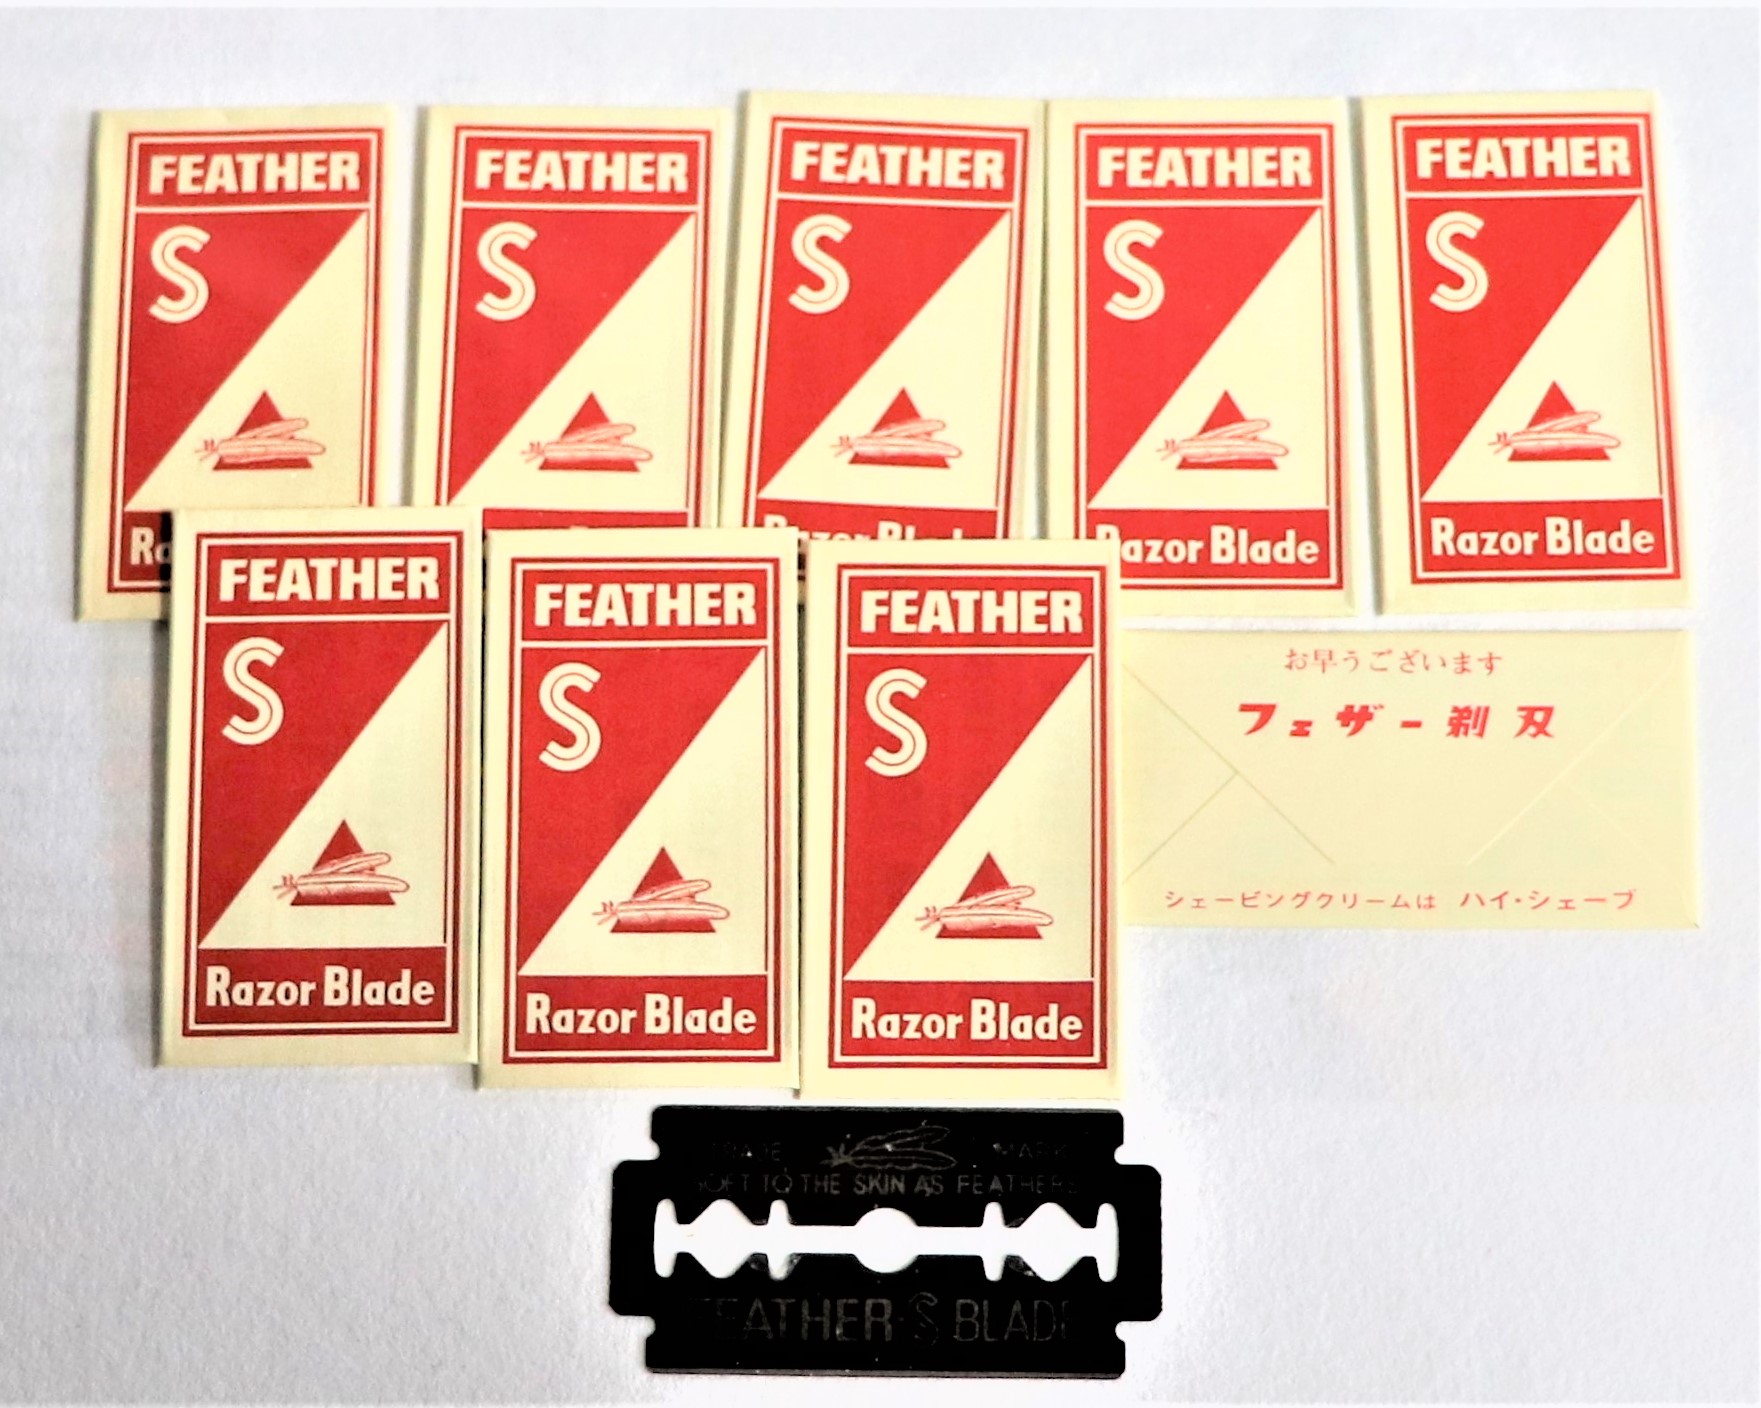 FEATHER
S
Ra
FEATHER
S
FEATHER
S
Razor Blade
FEATHER
S
Razor Blade
FEATHER
S
Razor Blade
FEATHER
S
Razor Blade
FEATHER
S
Razor Blade
FEATHER
S
Razor Blade
お早うございます
フェザー剃刃
シェービングクリームは ハイ・シェーブ
TRADE MARK
SOFT TO THE SKIN AS FEATHERS
FEATHER S BLADE